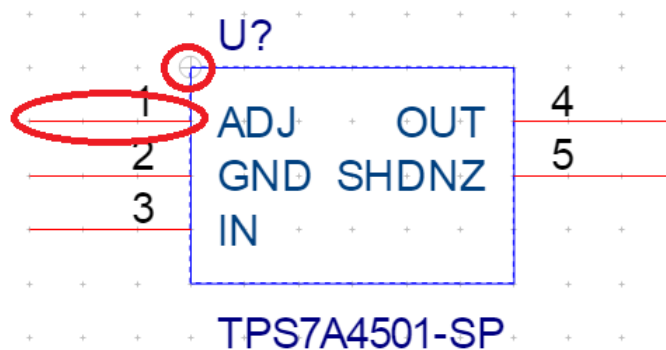 U?
1 ADJ OUT 4
2 GND SHDNZ 5
3 IN
TPS7A4501-SP